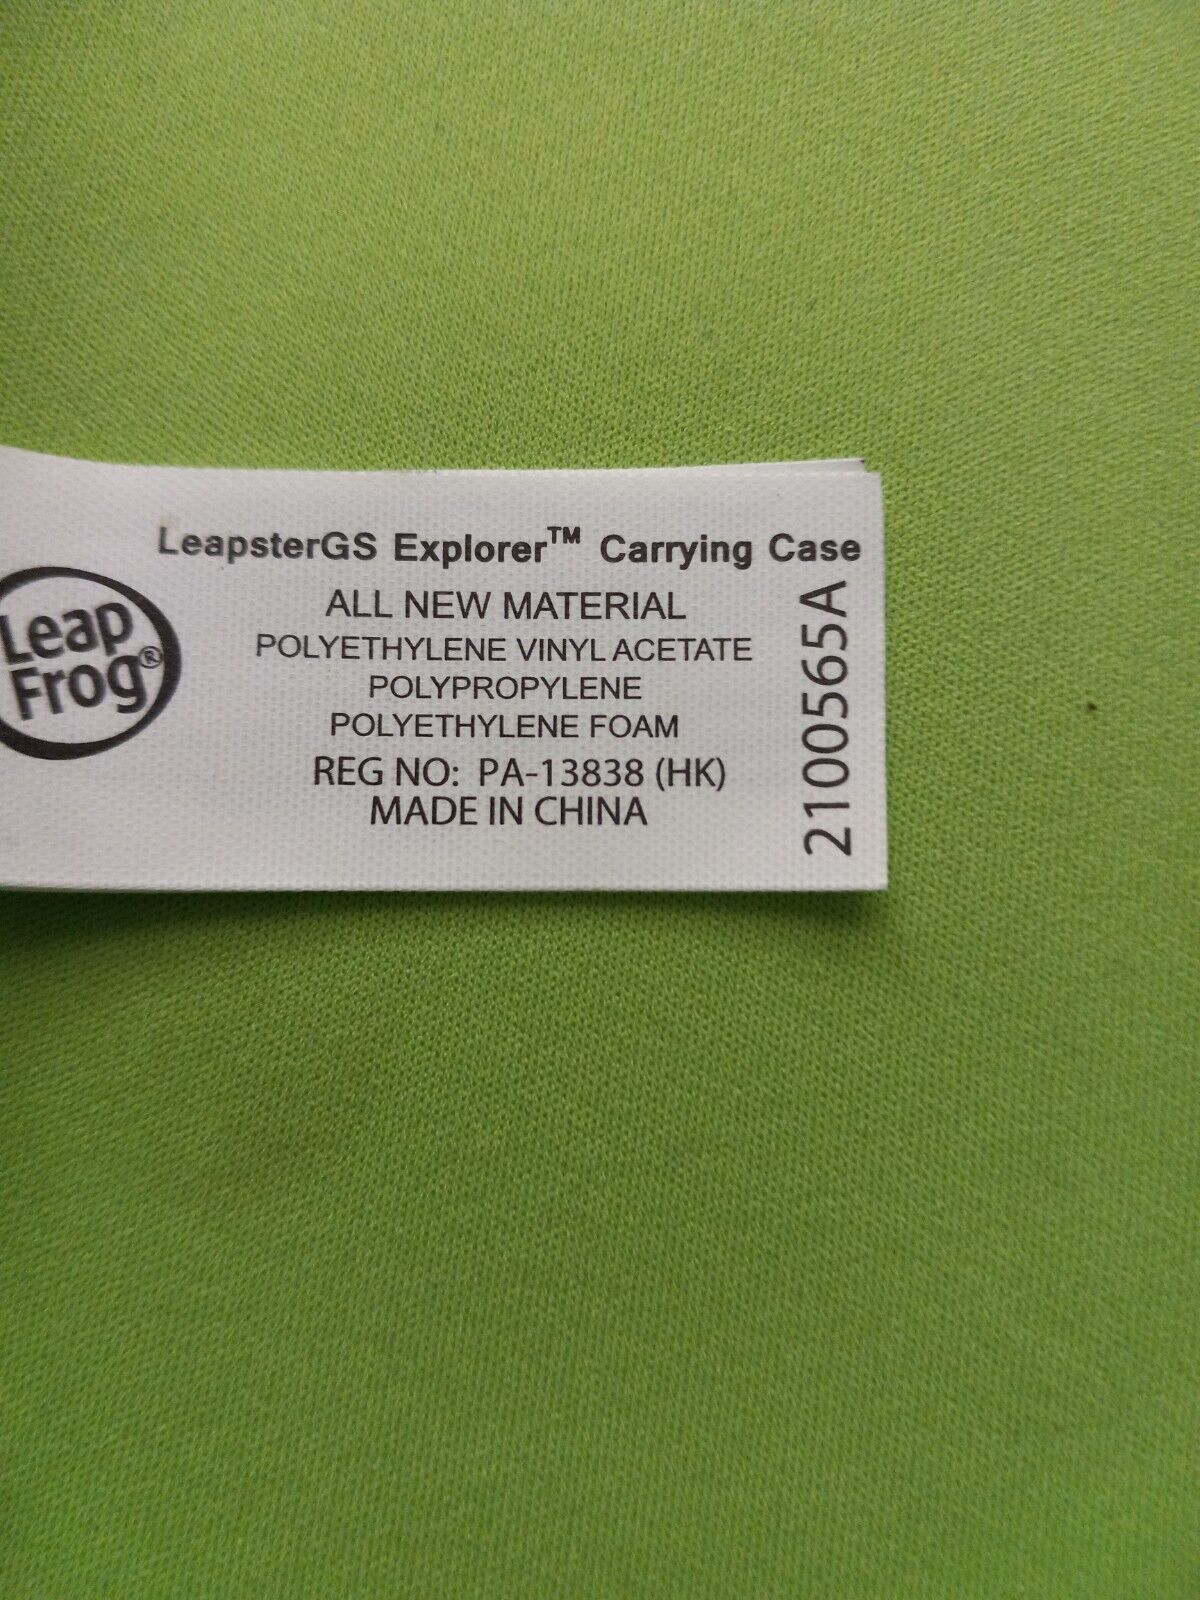 LeapsterGS Explorer™ Carrying Case
Leap
Frog®
ALL NEW MATERIAL
POLYETHYLENE VINYL ACETATE
POLYPROPYLENE
POLYETHYLENE FOAM
REG NO: PA-13838 (HK)
MADE IN CHINA
2100565A